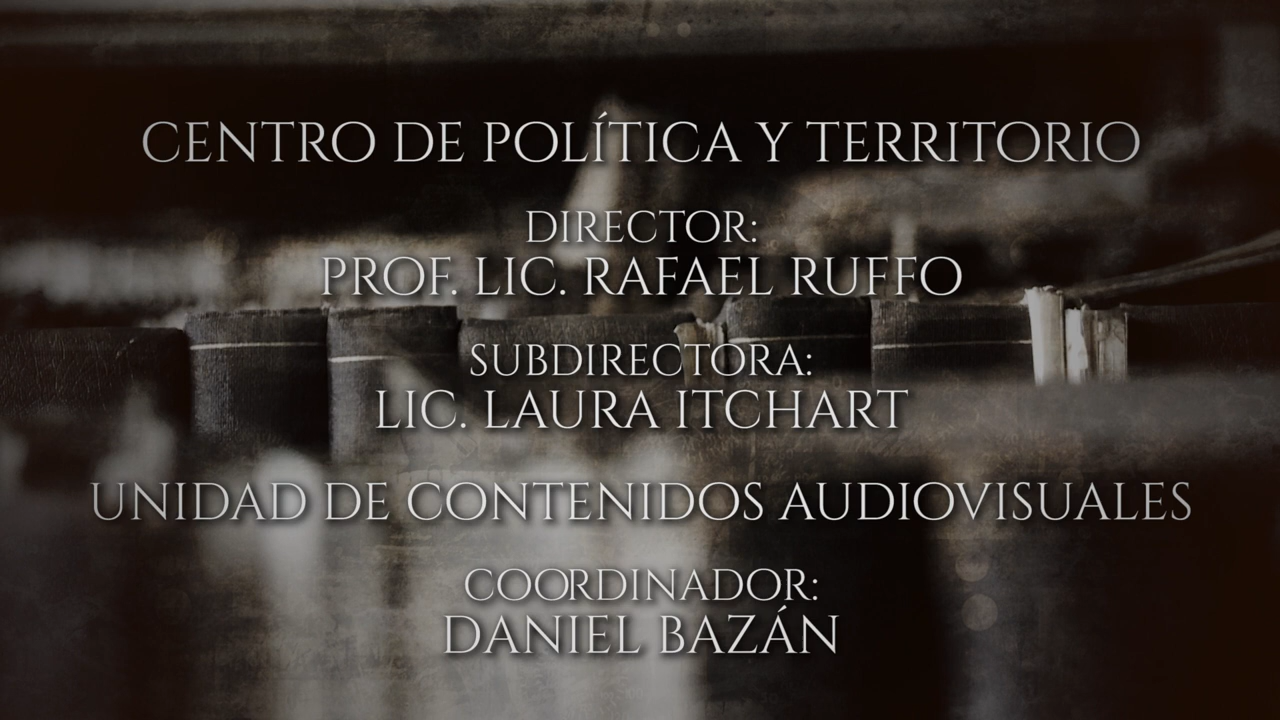 CENTRO DE POLÍTICA Y TERRITORIO
DIRECTOR:
PROF. LIC. RAFAEL RUFFO
SUBDIRECTORA:
LIC. LAURA ITCHART
UNIDAD DE CONTENIDOS AUDIOVISUALES
COORDINADOR:
DANIEL BAZÁN